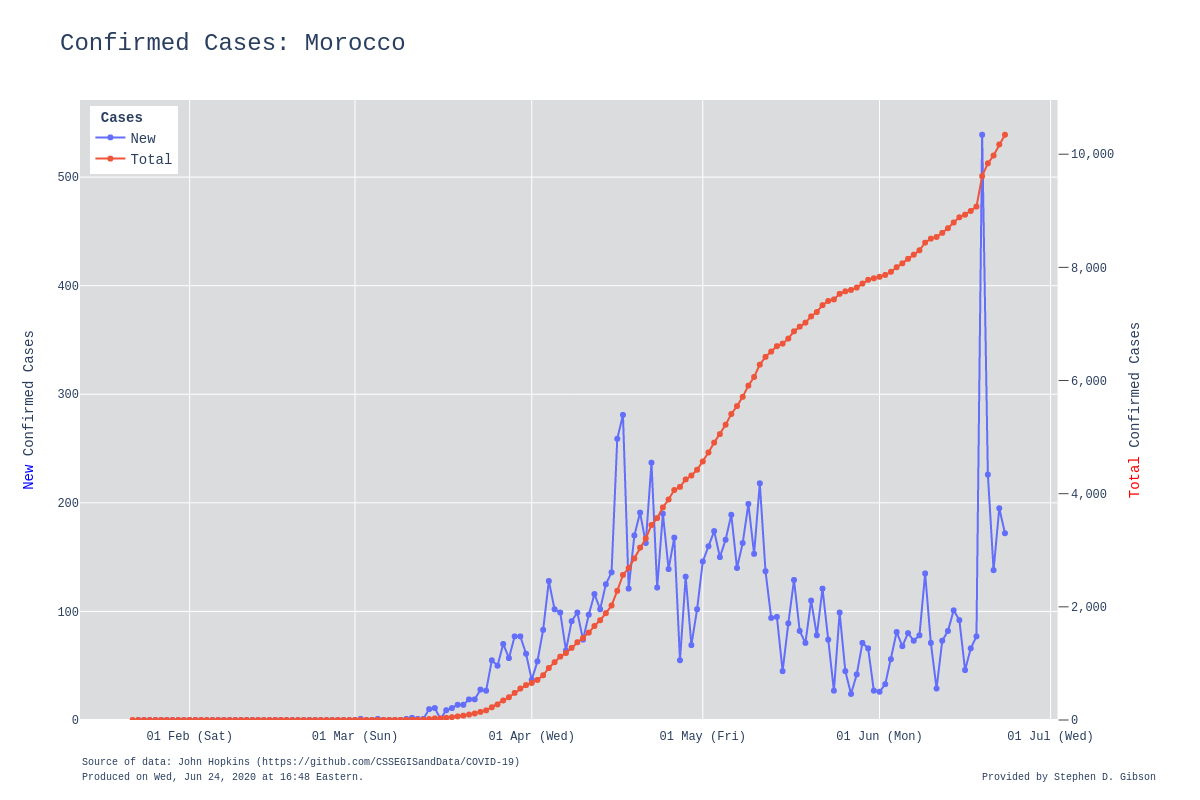 Confirmed Cases: Morocco
Cases
New
Total
500
400
300
200
100
0
New Confirmed Cases
10,000
8,000
6,000
4,000
2,000
0
Total Confirmed Cases
01 Feb (Sat)
01 Mar (Sun)
01 Apr (Wed)
01 May (Fri)
01 Jun (Mon)
01 Jul (Wed)
Source of data: John Hopkins (https://github.com/CSSEGISandData/COVID-19)
Produced on Wed, Jun 24, 2020 at 16:48 Eastern.
Provided by Stephen D. Gibson